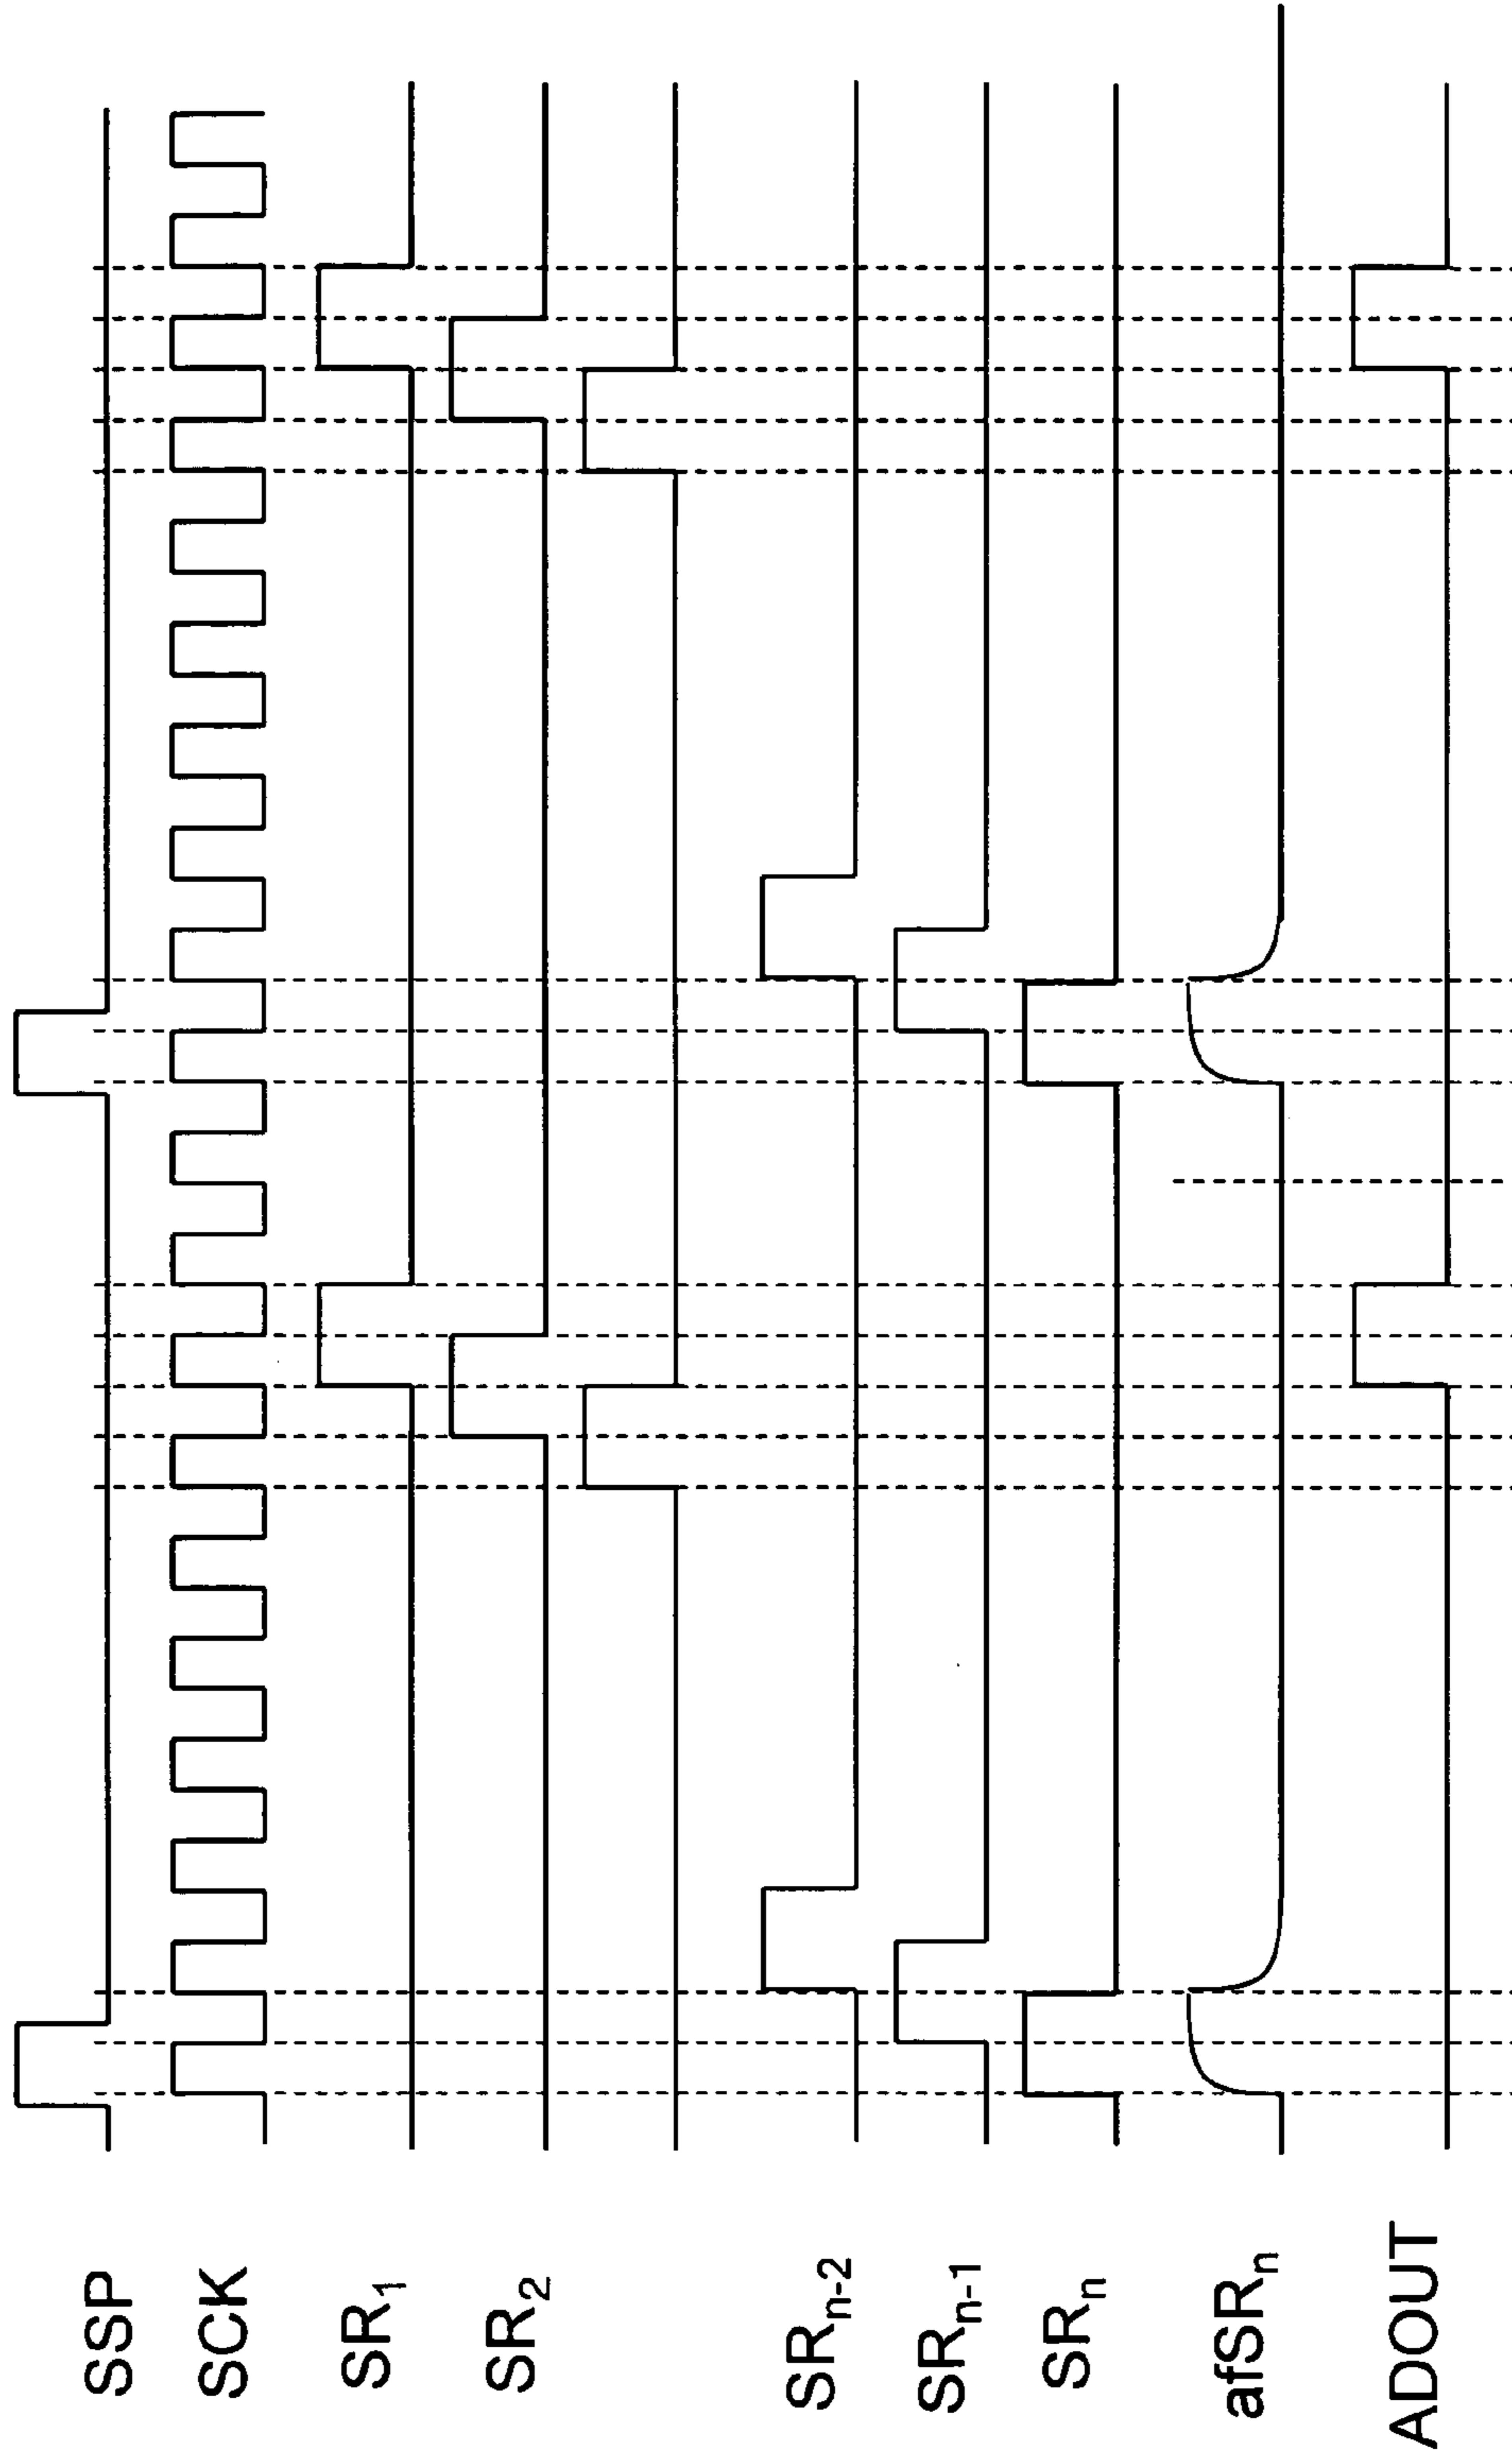 SSP
SCK
SR₁
SR₂
SRₙ₋₂
SRₙ₋₁
SRₙ
afSRₙ
ADOUT